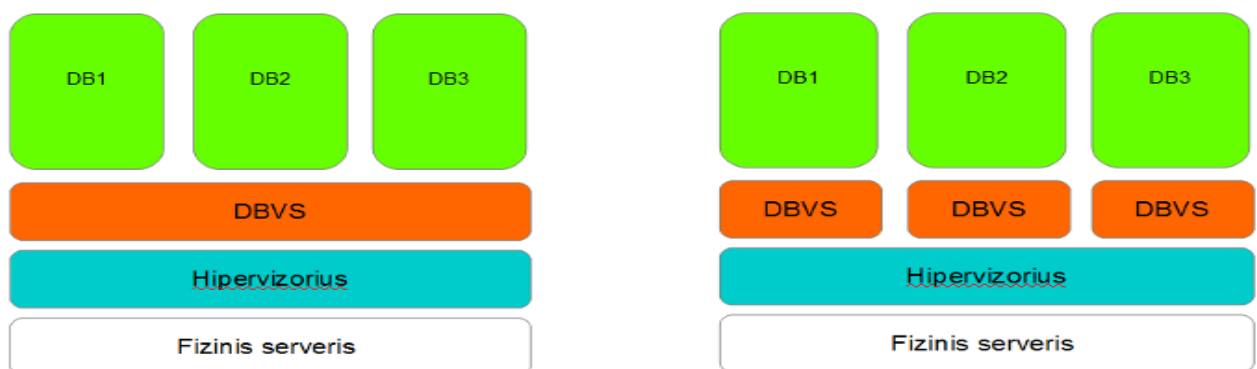 DB1 DB2 DB3
DBVS
Hipervizorius
Fizinis serveris
DB1 DB2 DB3
DBVS DBVS DBVS
Hipervizorius
Fizinis serveris